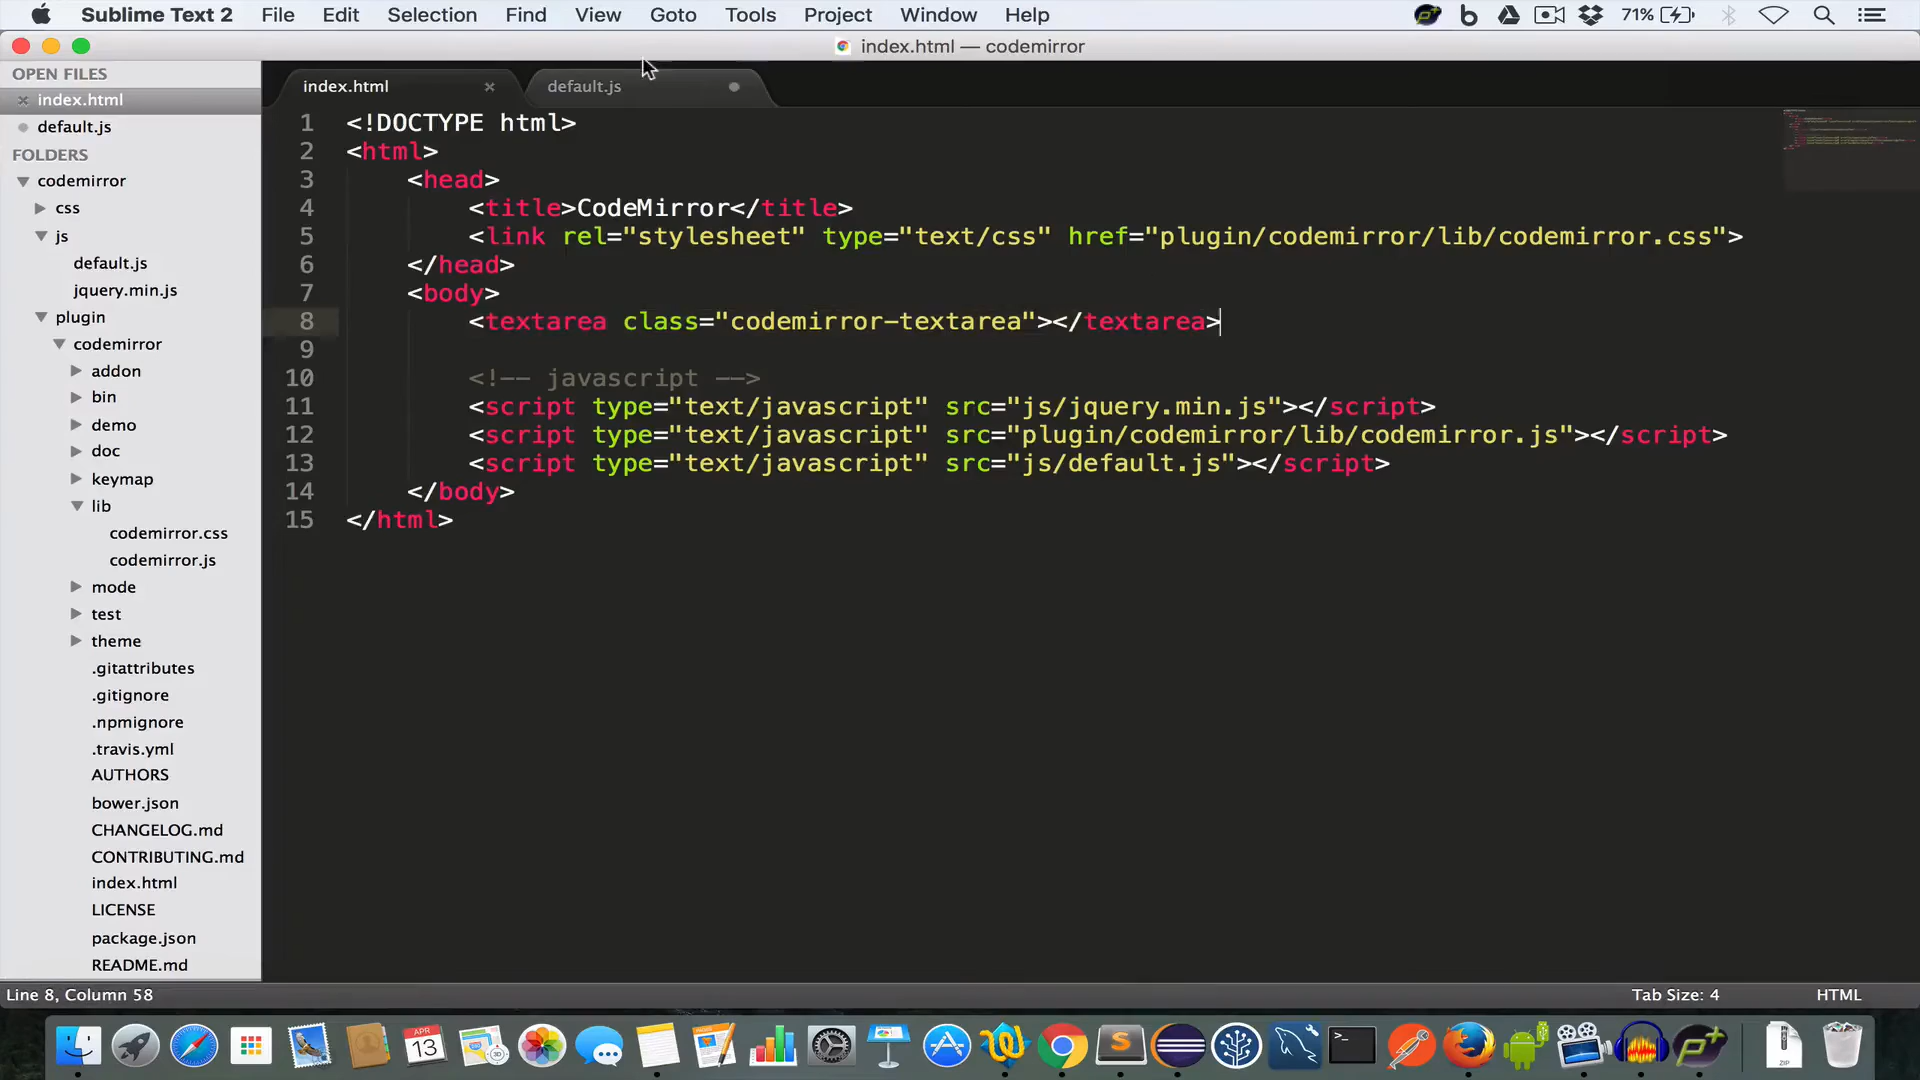 Sublime Text 2 File Edit Selection Find View Goto Tools Project Window Help 71%
index.html — codemirror
OPEN FILES
index.html
default.js
FOLDERS
codemirror
css
js
default.js
jquery.min.js
plugin
codemirror
addon
bin
demo
doc
keymap
lib
codemirror.css
codemirror.js
mode
test
theme
.gitattributes
.gitignore
.npmignore
.travis.yml
AUTHORS
bower.json
CHANGELOG.md
CONTRIBUTING.md
index.html
LICENSE
package.json
README.md
index.html default.js
1 <!DOCTYPE html>
2 <html>
3 <head>
4 <title>CodeMirror</title>
5 <link rel="stylesheet" type="text/css" href="plugin/codemirror/lib/codemirror.css">
6 </head>
7 <body>
8 <textarea class="codemirror-textarea"></textarea>
9
10 <!-- javascript -->
11 <script type="text/javascript" src="js/jquery.min.js"></script>
12 <script type="text/javascript" src="plugin/codemirror/lib/codemirror.js"></script>
13 <script type="text/javascript" src="js/default.js"></script>
14 </body>
15 </html>
Line 8, Column 58 Tab Size: 4 HTML
APR
13
ZIP